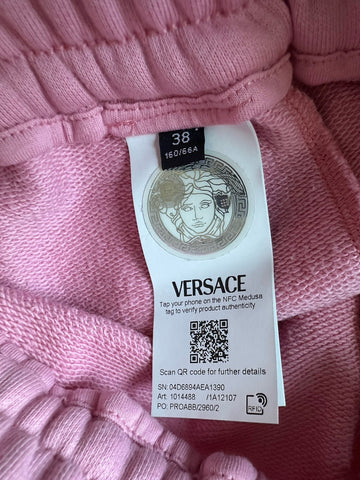 38
160/66A
VERSACE
Tap your phone on the NFC Medusa
tag to verify product authenticity
Scan QR code for further details
SN: 04D6894AEA1390
Art: 1014488 /1A12107
PO: PROABB/2960/2
RFID